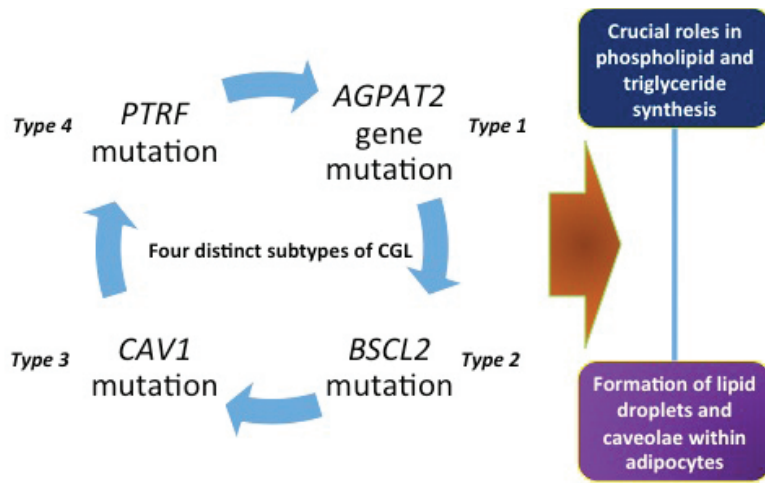 Type 4
PTRF
mutation
AGPAT2
gene
mutation
Type 1
Four distinct subtypes of CGL
Type 3
CAV1
mutation
BSCL2
mutation
Type 2
Crucial roles in
phospholipid and
triglyceride
synthesis
Formation of lipid
droplets and
caveolae within
adipocytes